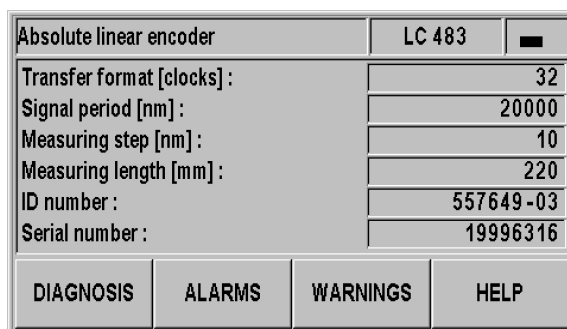 Absolute linear encoder LC 483
Transfer format [clocks] : 32
Signal period [nm] : 20000
Measuring step [nm] : 10
Measuring length [mm] : 220
ID number : 557649-03
Serial number : 19996316
DIAGNOSIS ALARMS WARNINGS HELP